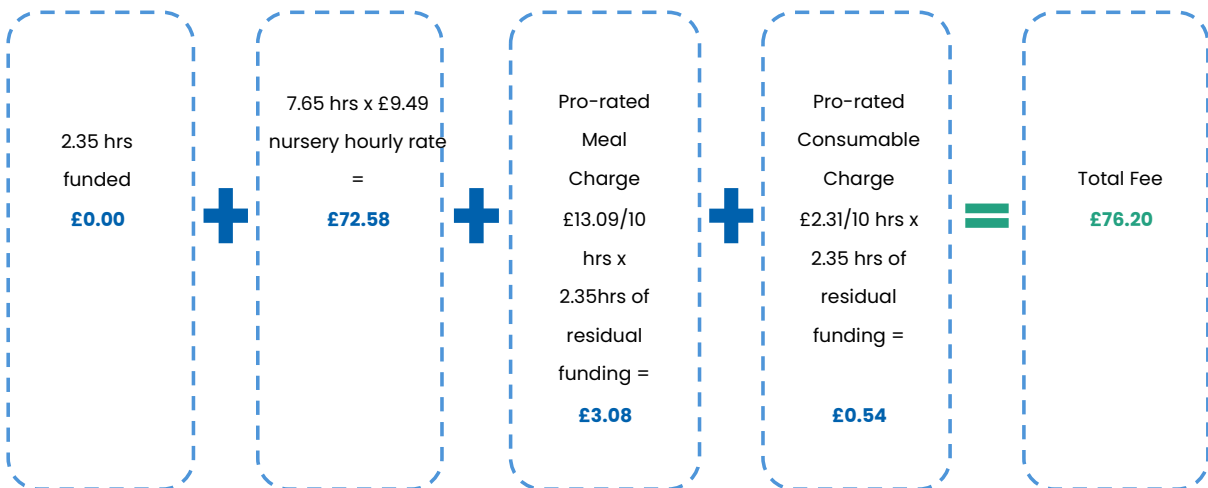 2.35 hrs
funded
£0.00
7.65 hrs x £9.49
nursery hourly rate
=
£72.58
Pro-rated
Meal
Charge
£13.09/10
hrs x
2.35hrs of
residual
funding =
£3.08
Pro-rated
Consumable
Charge
£2.31/10 hrs x
2.35 hrs of
residual
funding =
£0.54
Total Fee
£76.20